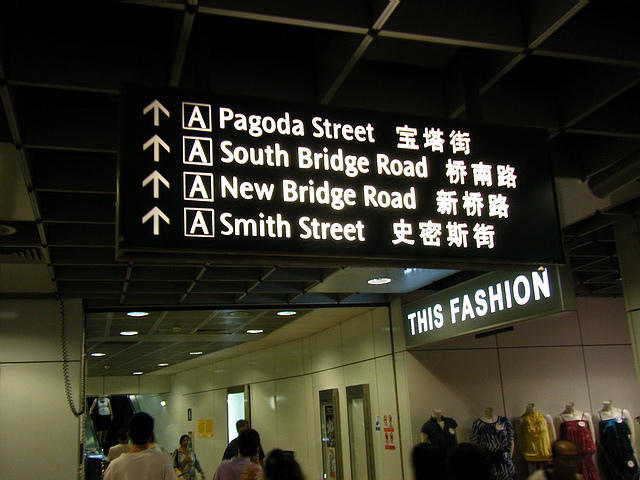 ↑ A Pagoda Street 宝塔街
↑ A South Bridge Road 桥南路
↑ A New Bridge Road 新桥路
↑ A Smith Street 史密斯街
THIS FASHION